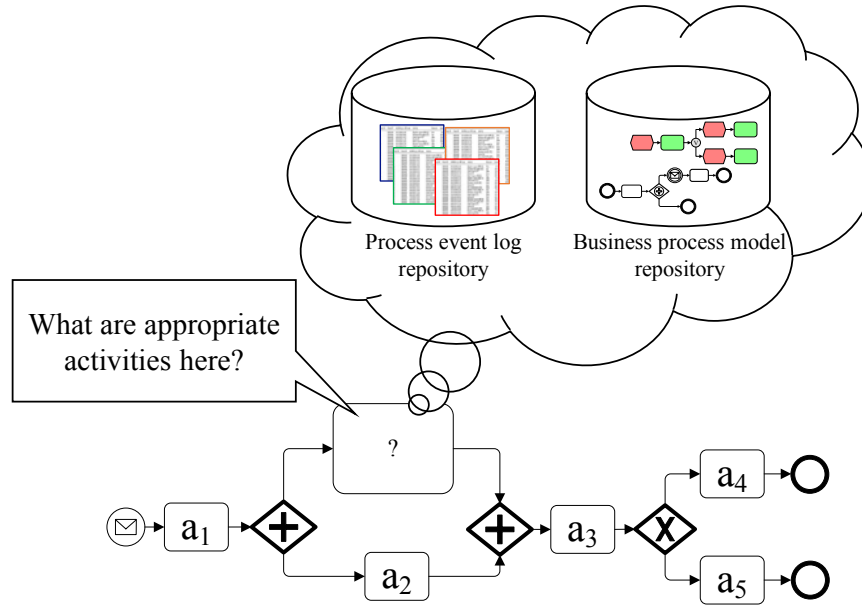 Process event log
repository
Business process model
repository
What are appropriate
activities here?
?
a₁
a₂
a₃
a₄
a₅